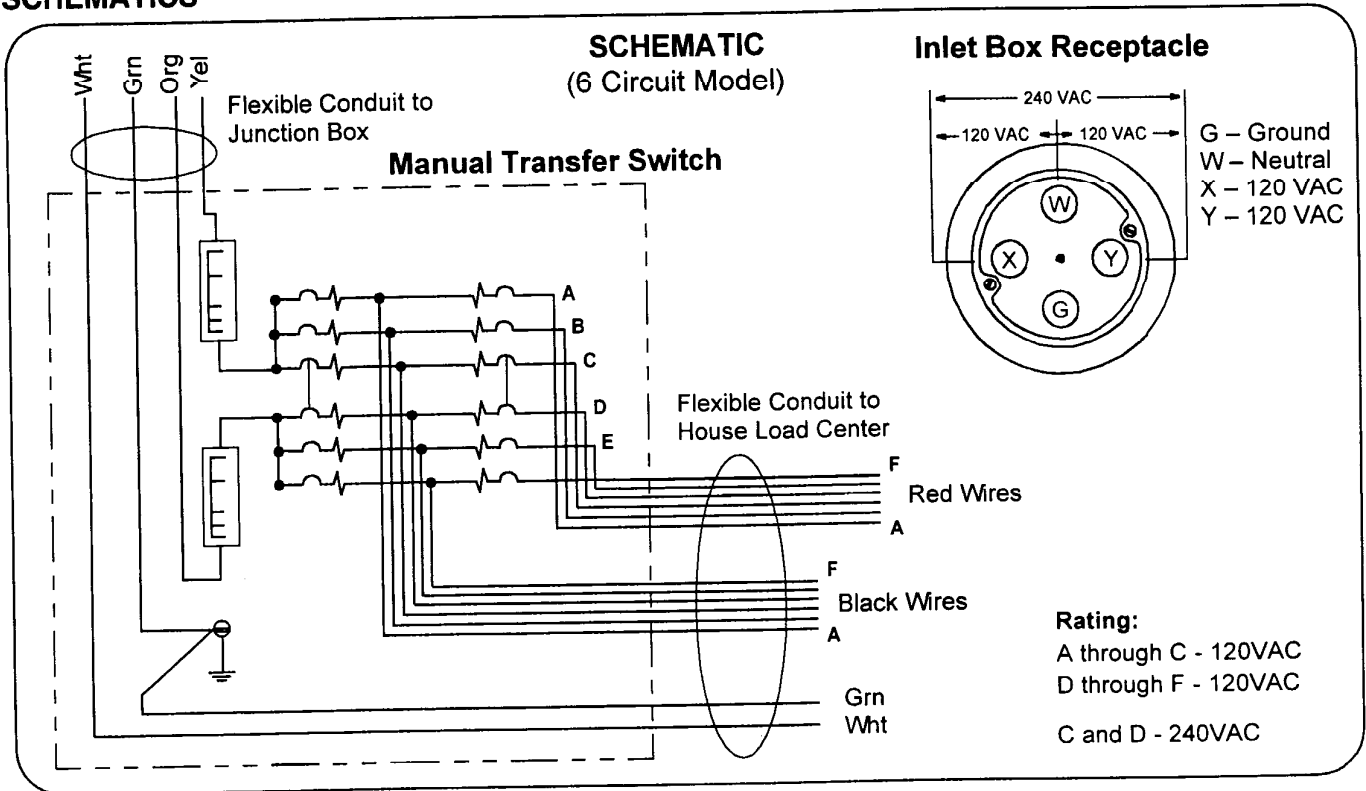 SCHEMATICS
SCHEMATIC
(6 Circuit Model)
Inlet Box Receptacle
Wht
Grn
Org
Yel
Flexible Conduit to
Junction Box
Manual Transfer Switch
240 VAC
120 VAC
120 VAC
G – Ground
W – Neutral
X – 120 VAC
Y – 120 VAC
W
X
Y
G
A
B
C
D
E
Flexible Conduit to
House Load Center
F
Red Wires
A
F
Black Wires
A
Grn
Wht
Rating:
A through C - 120VAC
D through F - 120VAC
C and D - 240VAC